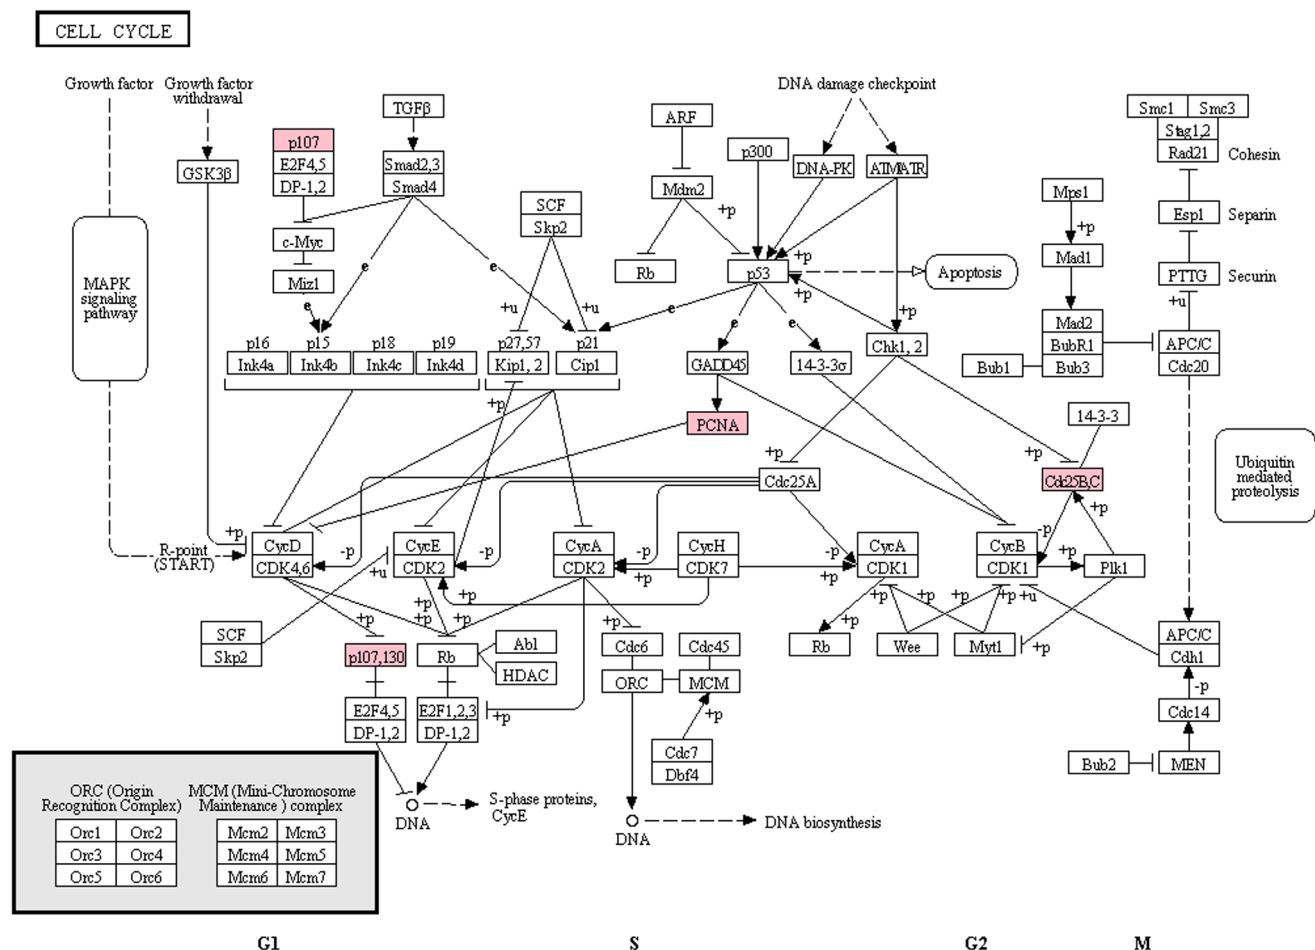 CELL CYCLE
Growth factor
Growth factor
withdrawal
TGFβ
ARF
DNA damage checkpoint
Smc1 Smc3
Stag1,2
Rad21
Cohesin
p107
E2F4,5
DP-1,2
GSK3β
Smad2,3
Smad4
p300
DNA-PK
ATM/ATR
Mdm2
+p
SCF
Skp2
Mps1
+p
Esp1
Separin
c-Myc
Miz1
Rb
p53
+p
+p
Apoptosis
Mad1
PTTG
Securin
+u
MAPK
signaling
pathway
e
e
e
+u
+u
e
e
e
+p
p16
Ink4a
p15
Ink4b
p18
Ink4c
p19
Ink4d
p27,57
Kip1, 2
p21
Cip1
GADD45
14-3-3σ
Chk1, 2
Mad2
BubR1
Bub3
Bub1
APC/C
Cdc20
+p
PCNA
14-3-3
+p
+p
Cdc25A
Cdc25B,C
+p
Ubiquitin
mediated
proteolysis
R-point
(START)
+p
CycD
CDK4,6
-p
+u
CycE
CDK2
-p
CycA
CDK2
-p
+p
CycH
CDK7
-p
+p
CycA
CDK1
CycB
CDK1
-p
+p
Plk1
+p
+p
+p
+p
+p
+p
+p
+p
+p
+p
+u
SCF
Skp2
p107,130
Rb
Abl
HDAC
Cdc6
Cdc45
ORC
MCM
+p
Rb
Wee
Myt1
+p
APC/C
Cdh1
-p
E2F4,5
DP-1,2
E2F1,2,3
DP-1,2
+p
Cdc7
Dbf4
Cdc14
Bub2
MEN
DNA
S-phase proteins,
CycE
DNA
DNA biosynthesis
ORC (Origin
Recognition Complex)
Orc1 Orc2
Orc3 Orc4
Orc5 Orc6
MCM (Mini-Chromosome
Maintenance ) complex
Mcm2 Mcm3
Mcm4 Mcm5
Mcm6 Mcm7
G1 S G2 M